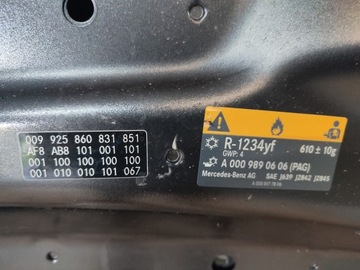 009 925 860 831 851
AF8 AB8 101 001 101
001 100 100 100 100
001 010 010 101 067
R-1234yf 610 ± 10g
GWP: 4
A 000 989 06 06 (PAG)
Mercedes-Benz AG SAE J639 J2842 J2845